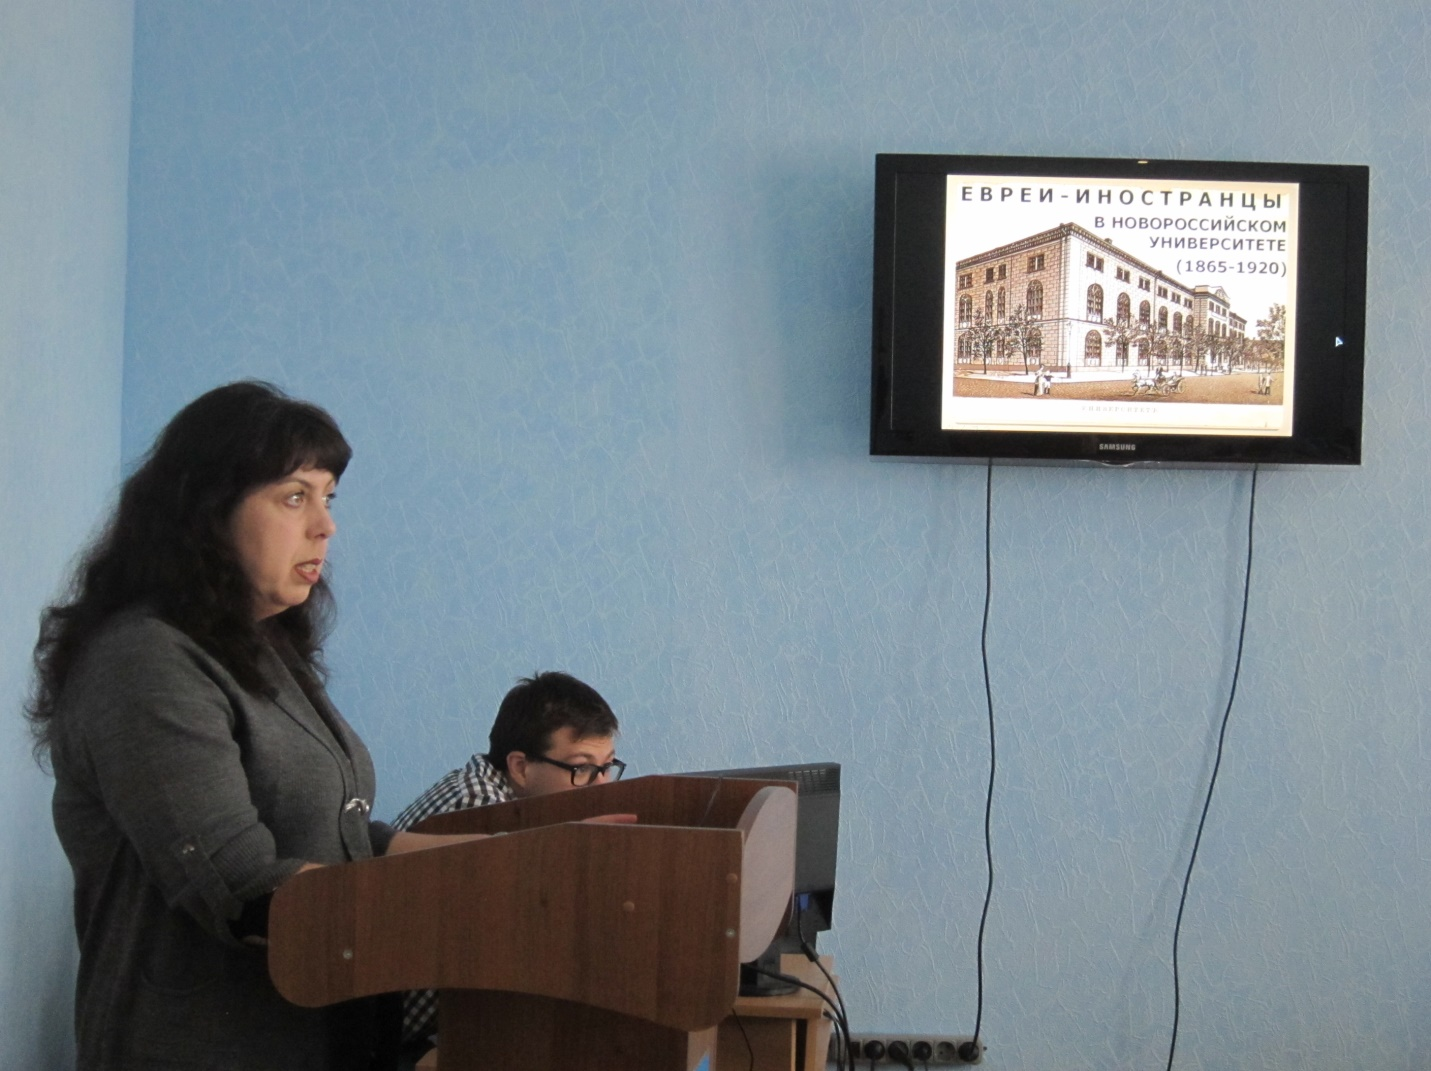 ЕВРЕИ-ИНОСТРАНЦЫ
В НОВОРОССИЙСКОМ
УНИВЕРСИТЕТЕ
(1865-1920)
SAMSUNG